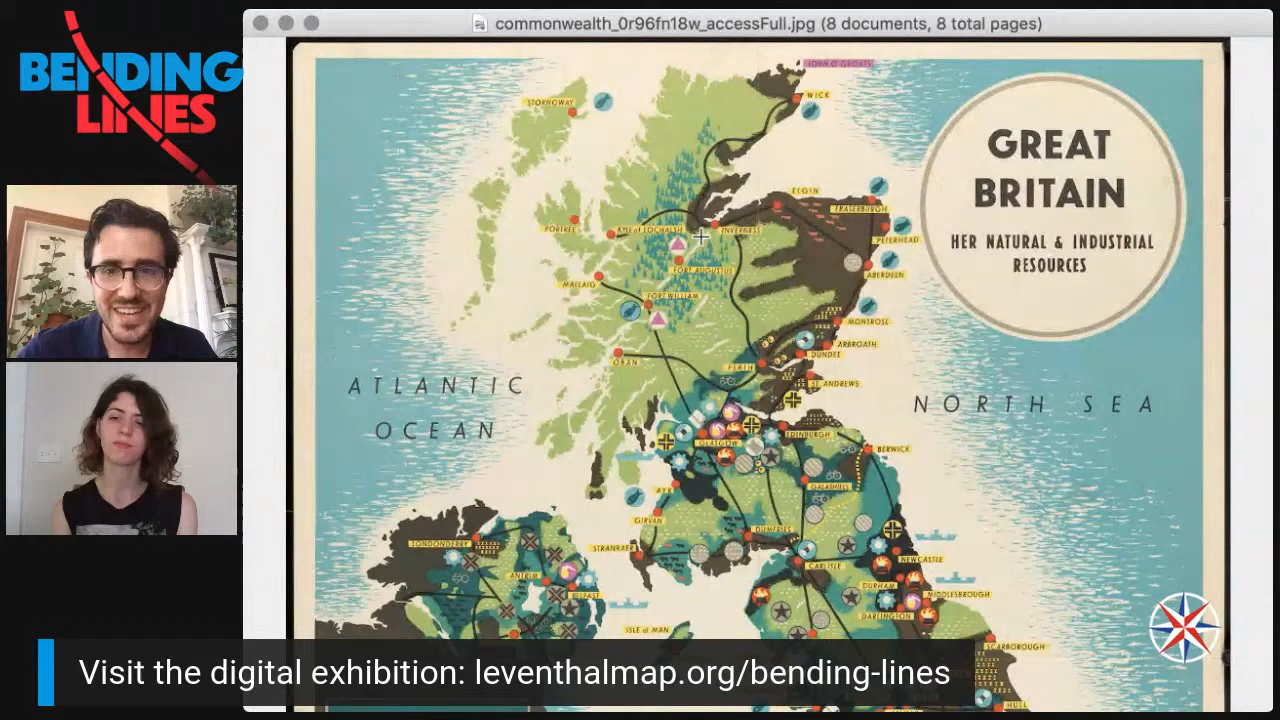 BENDING
LINES
commonwealth_0r96fn18w_accessFull.jpg (8 documents, 8 total pages)
GREAT
BRITAIN
HER NATURAL & INDUSTRIAL
RESOURCES
JOHN O' GROATS
WICK
STORNOWAY
ELGIN
FRASERBURGH
PORTREE
KYLE of LOCHALSH
INVERNESS
PETERHEAD
FORT AUGUSTUS
ABERDEEN
MALLAIG
FORT WILLIAM
MONTROSE
ARBROATH
DUNDEE
OBAN
PERTH
ST. ANDREWS
ATLANTIC
OCEAN
NORTH SEA
GLASGOW
EDINBURGH
BERWICK
AYR
GALASHIELS
GIRVAN
DUMFRIES
LONDONDERRY
STRANRAER
CARLISLE
NEWCASTLE
ANTRIM
DURHAM
BELFAST
MIDDLESBROUGH
DARLINGTON
ISLE of MAN
SCARBOROUGH
HULL
Visit the digital exhibition: leventhalmap.org/bending-lines